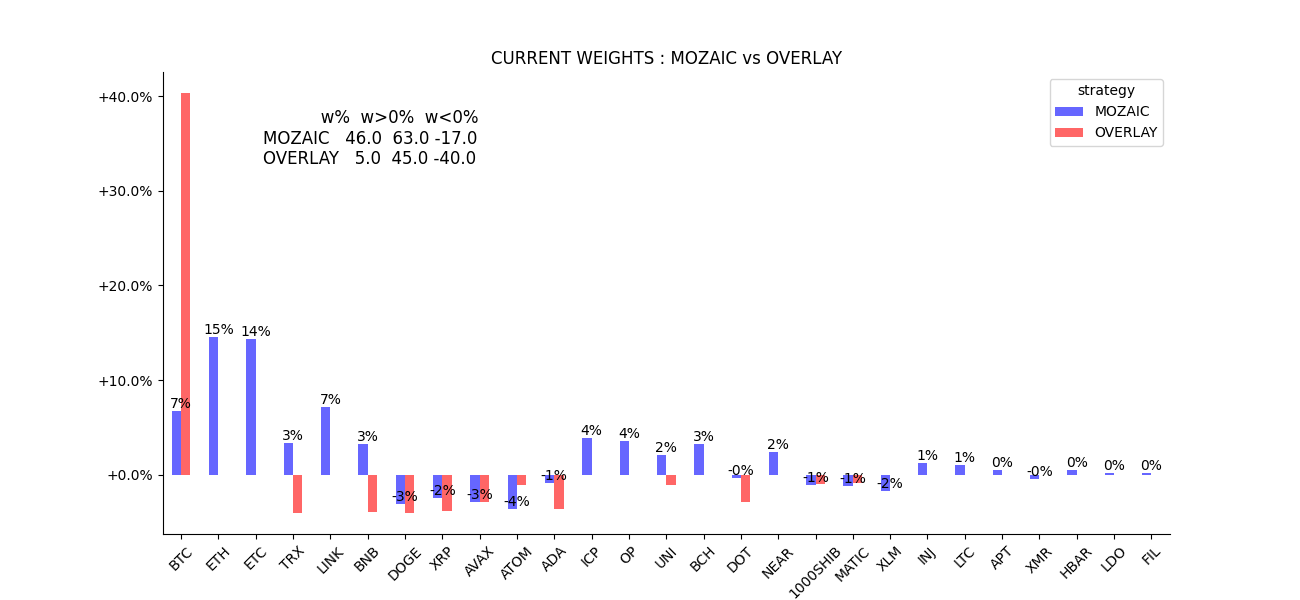 CURRENT WEIGHTS : MOZAIC vs OVERLAY
+40.0%
+30.0%
+20.0%
+10.0%
+0.0%
w%  w>0%  w<0%
MOZAIC   46.0  63.0 -17.0
OVERLAY   5.0  45.0 -40.0
strategy
MOZAIC
OVERLAY
7%
15%
14%
3%
7%
3%
-3%
-2%
-3%
-4%
-1%
4%
4%
2%
3%
-0%
2%
-1%
-1%
-2%
1%
1%
0%
-0%
0%
0%
0%
BTC
ETH
ETC
TRX
LINK
BNB
DOGE
XRP
AVAX
ATOM
ADA
ICP
OP
UNI
BCH
DOT
NEAR
1000SHIB
MATIC
XLM
INJ
LTC
APT
XMR
HBAR
LDO
FIL